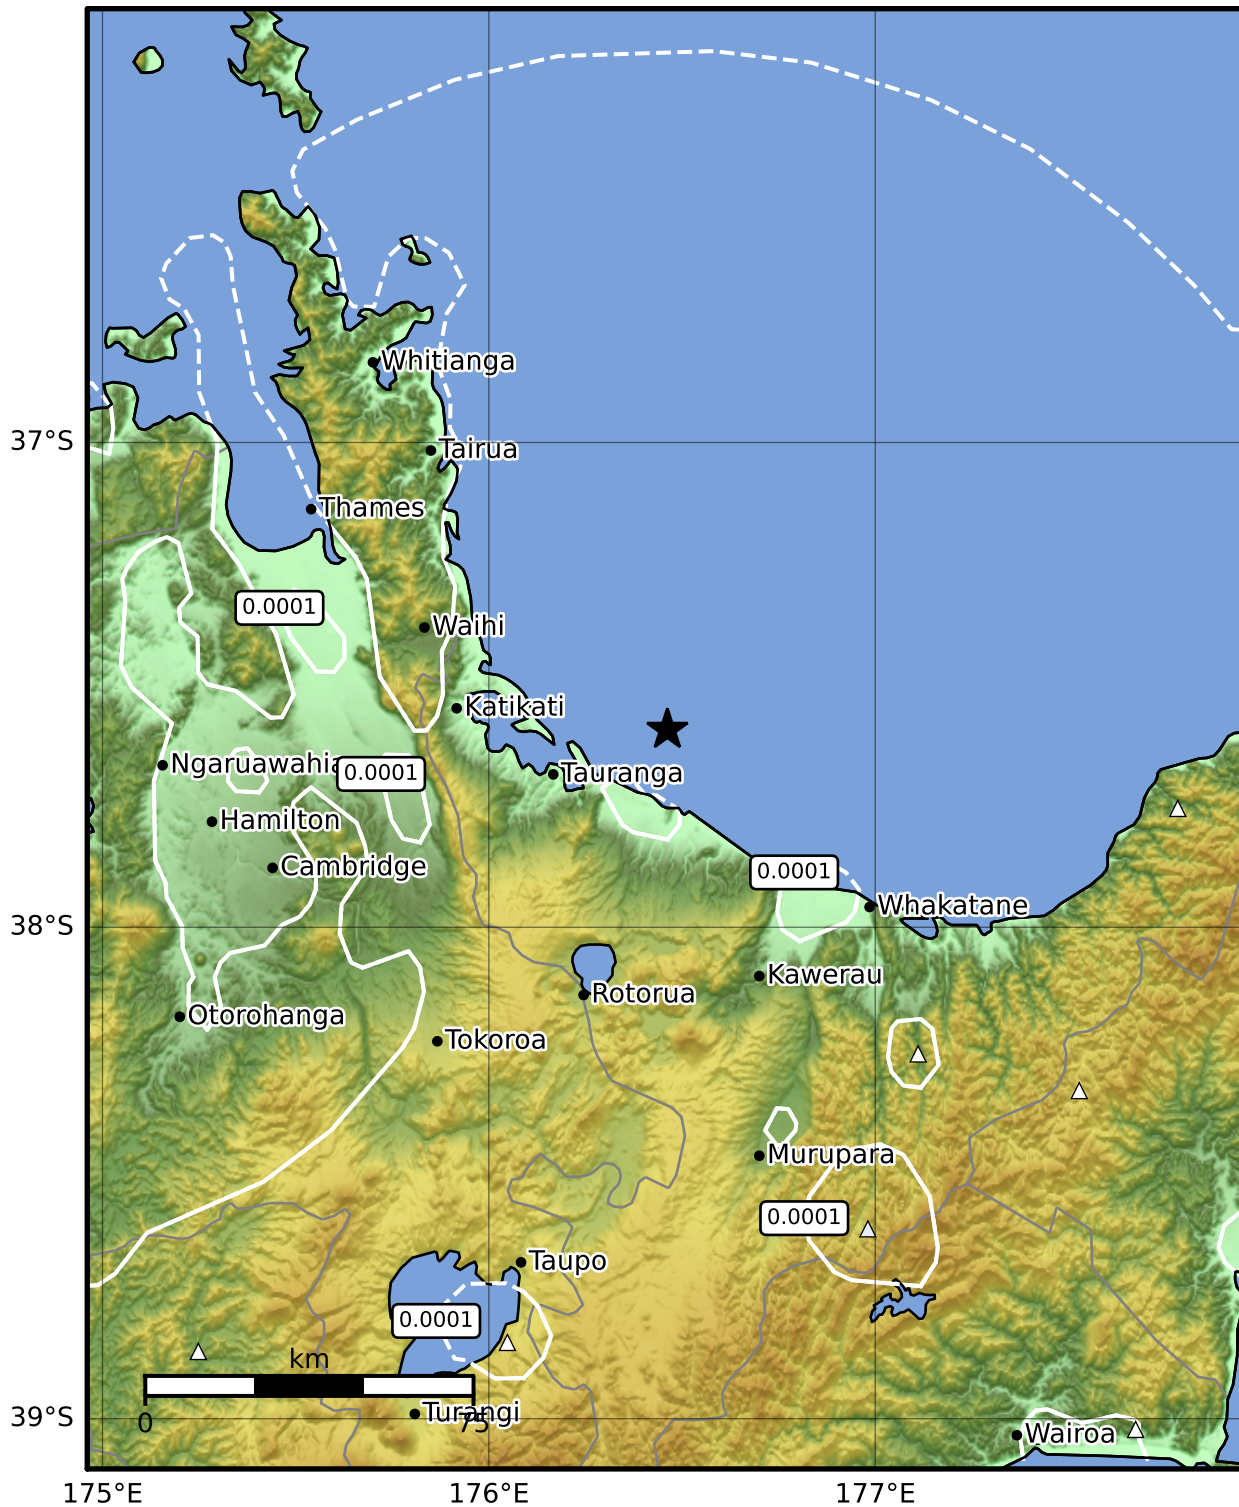 Whitianga
37°S
Tairua
Thames
0.0001
Waihi
Katikati
Ngaruawahia
0.0001
Tauranga
Hamilton
Cambridge
0.0001
Whakatane
38°S
Kawerau
Rotorua
Otorohanga
Tokoroa
Murupara
0.0001
Taupo
0.0001
km
0
75
Turangi
39°S
Wairoa
175°E
176°E
177°E